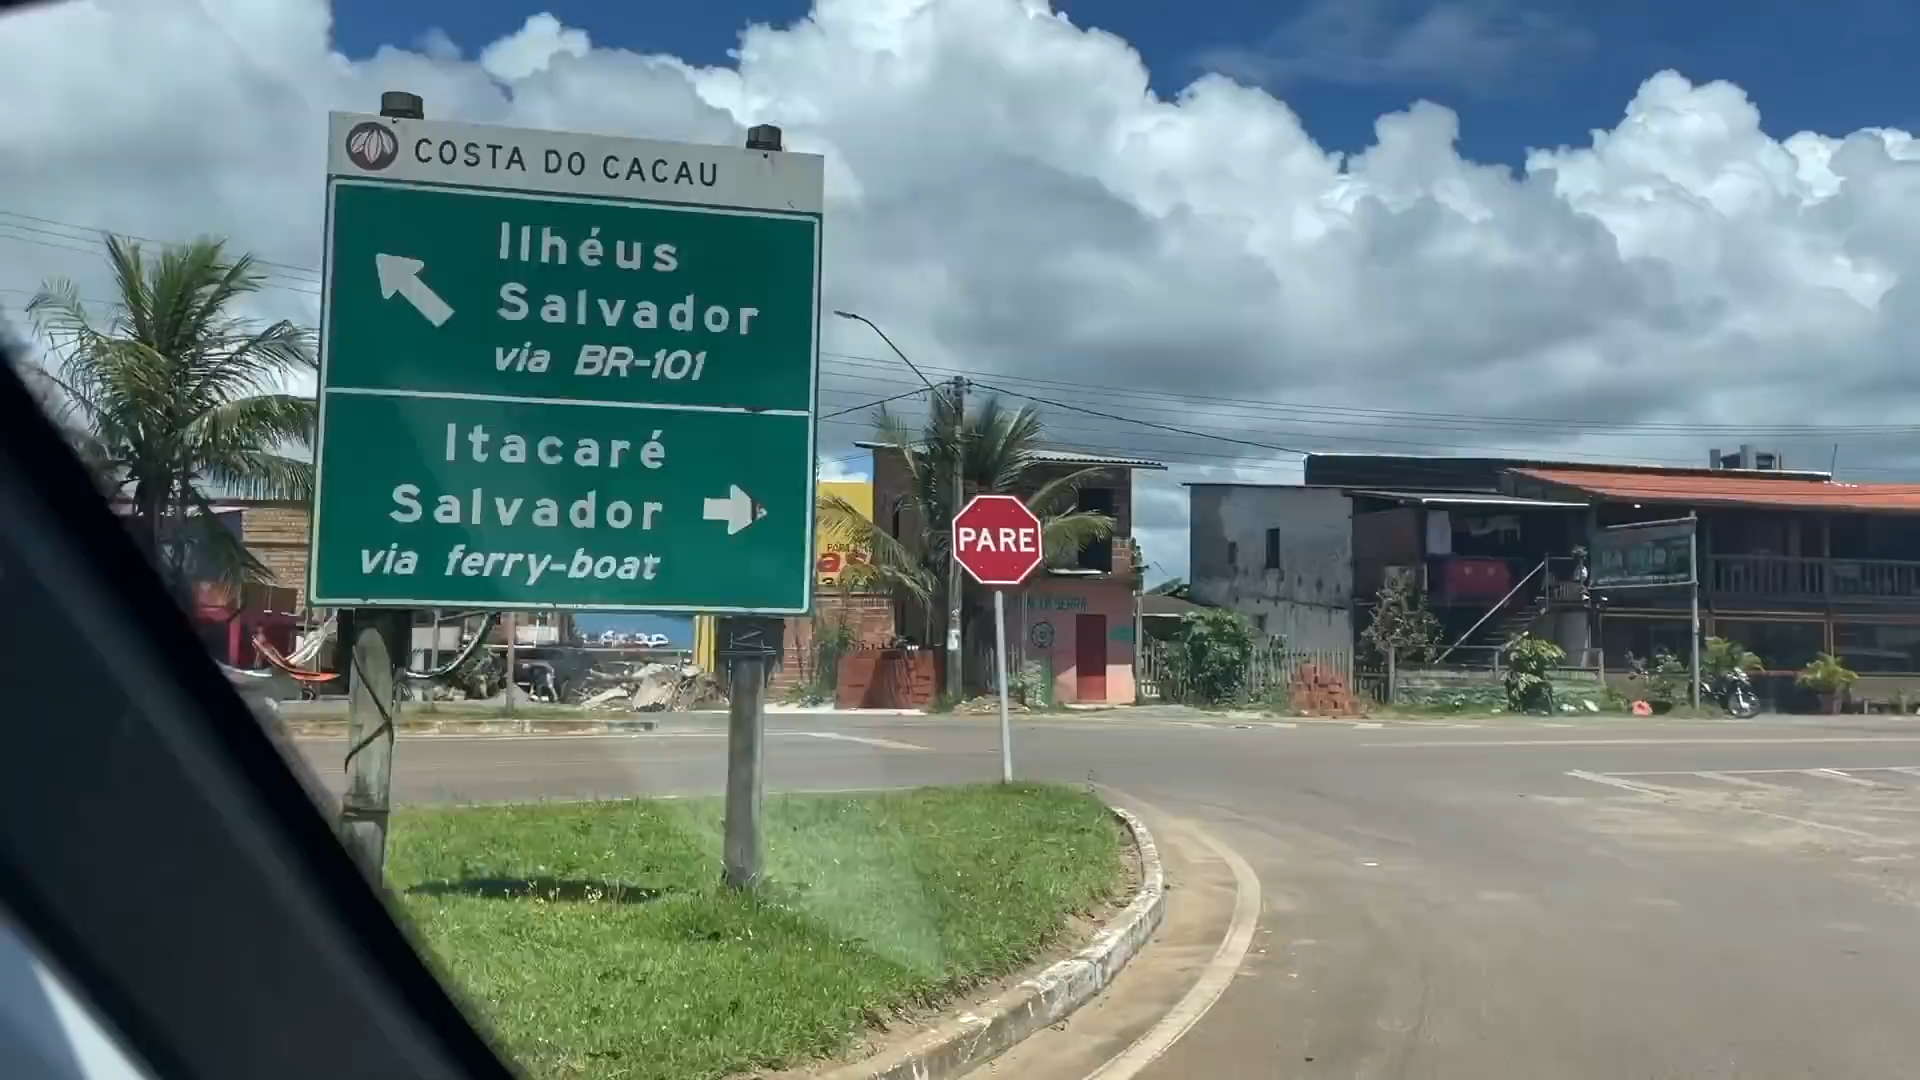 COSTA DO CACAU
Ilhéus
Salvador
via BR-101
Itacaré
Salvador
via ferry-boat
PARE